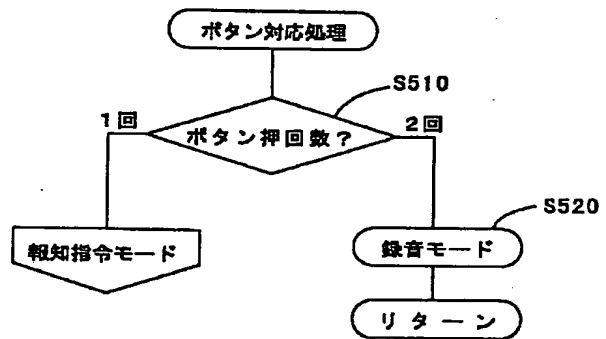 ボタン対応処理
S510
1回
ボタン押回数?
2回
S520
報知指令モード
録音モード
リターン